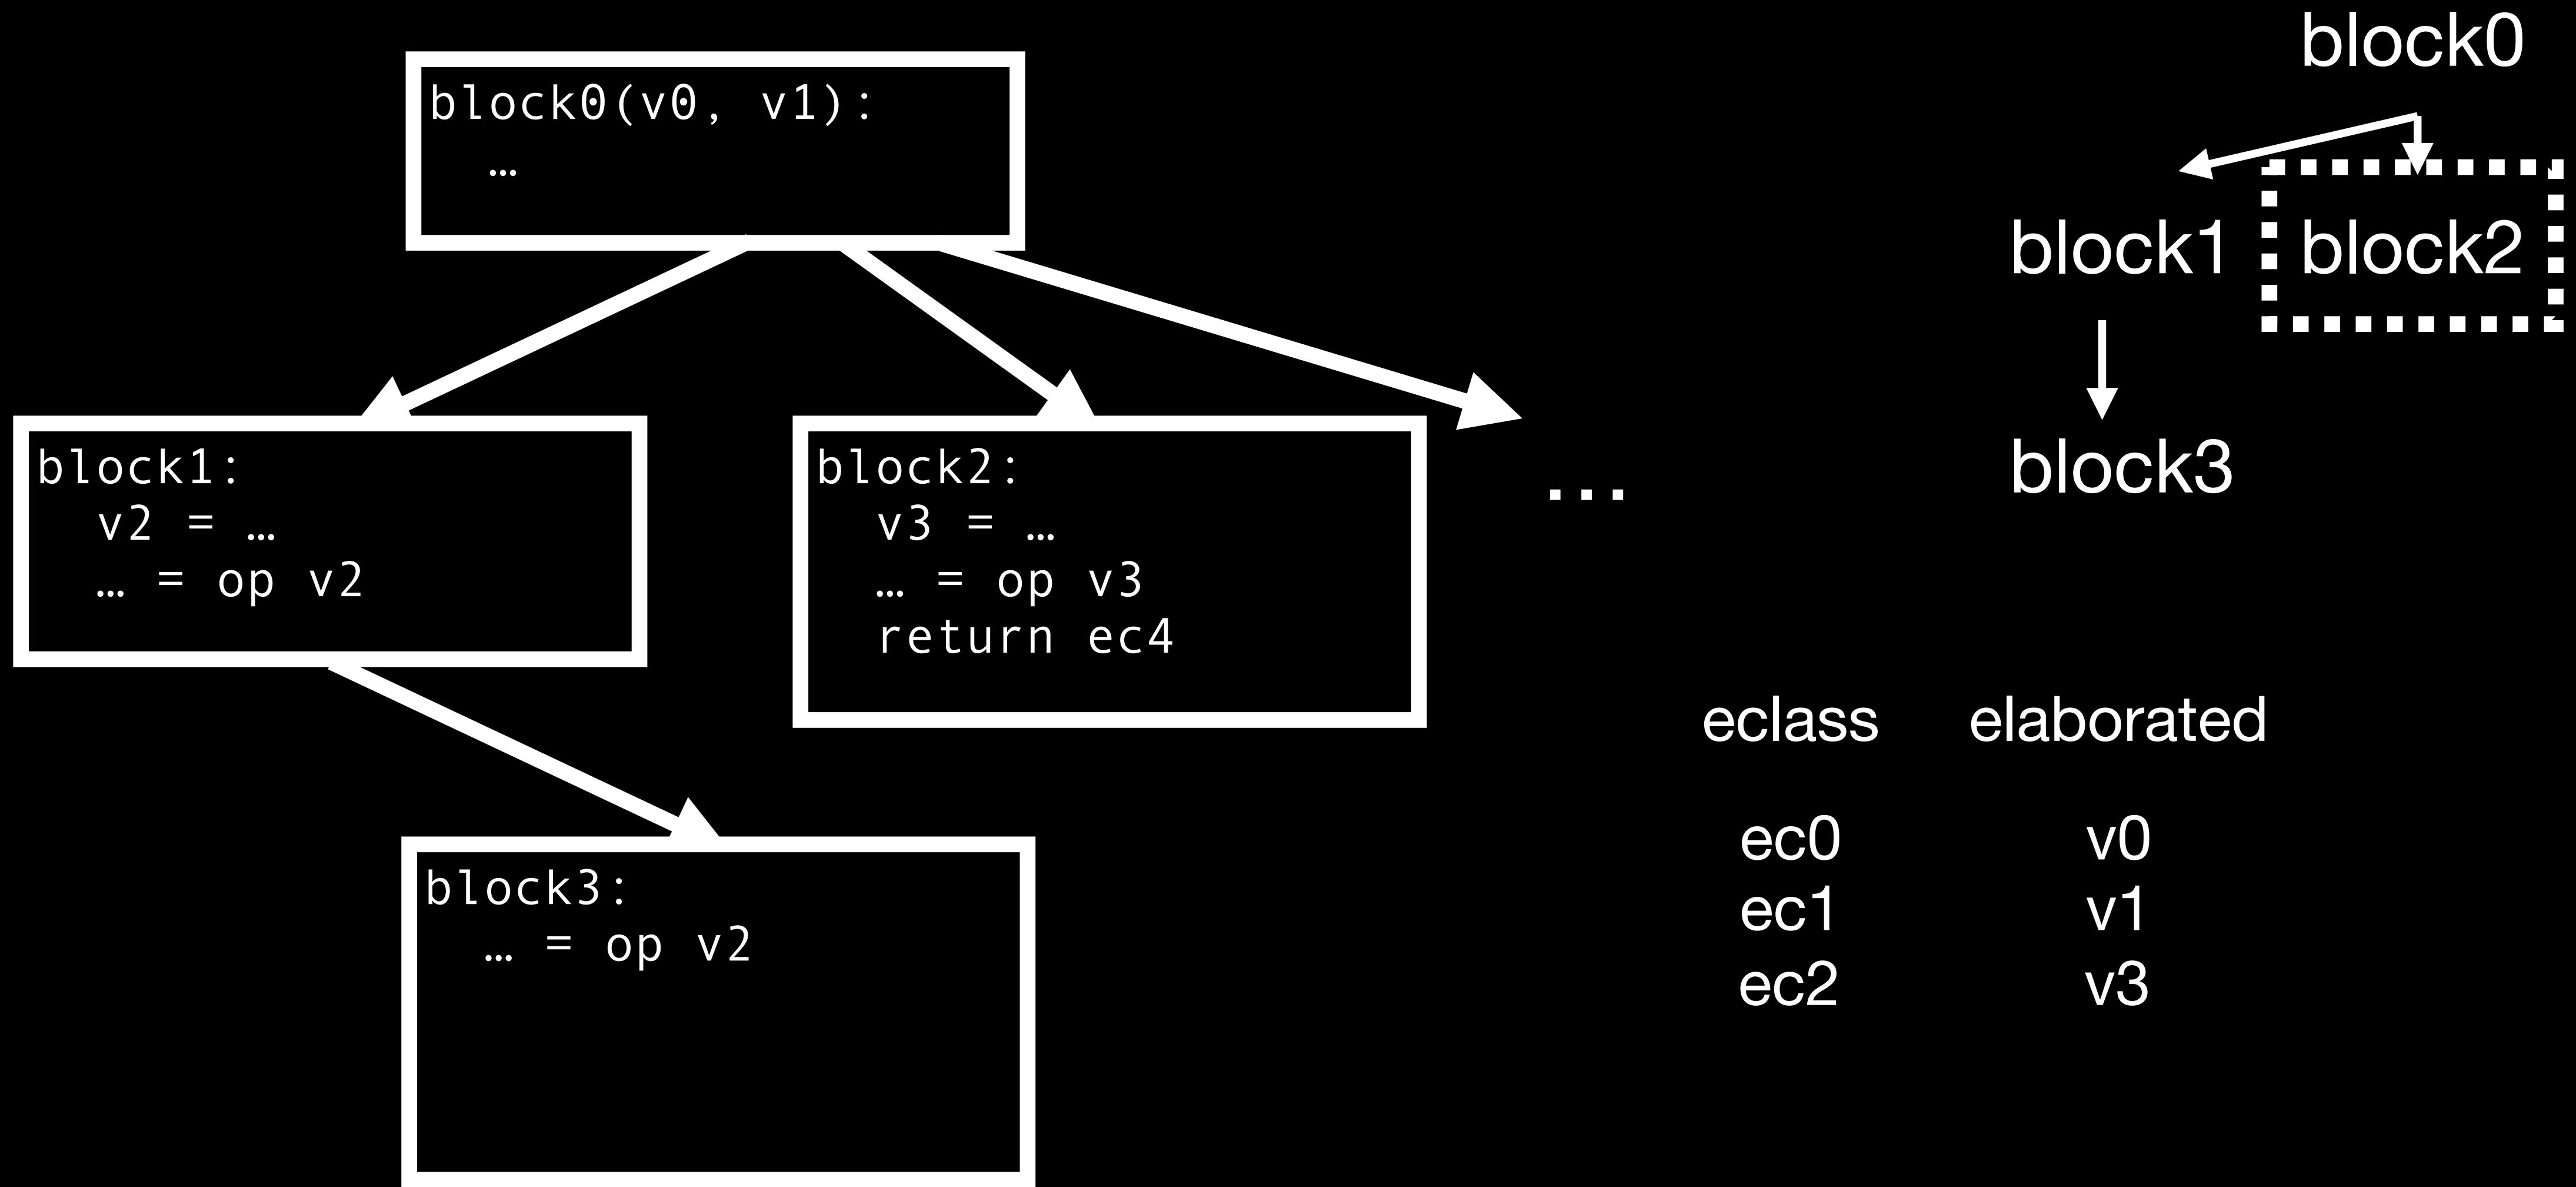 block0(v0, v1):
…
block1:
v2 = …
… = op v2
block2:
v3 = …
… = op v3
return ec4
...
block3:
… = op v2
block0
block1
block2
block3
eclass elaborated
ec0 v0
ec1 v1
ec2 v3